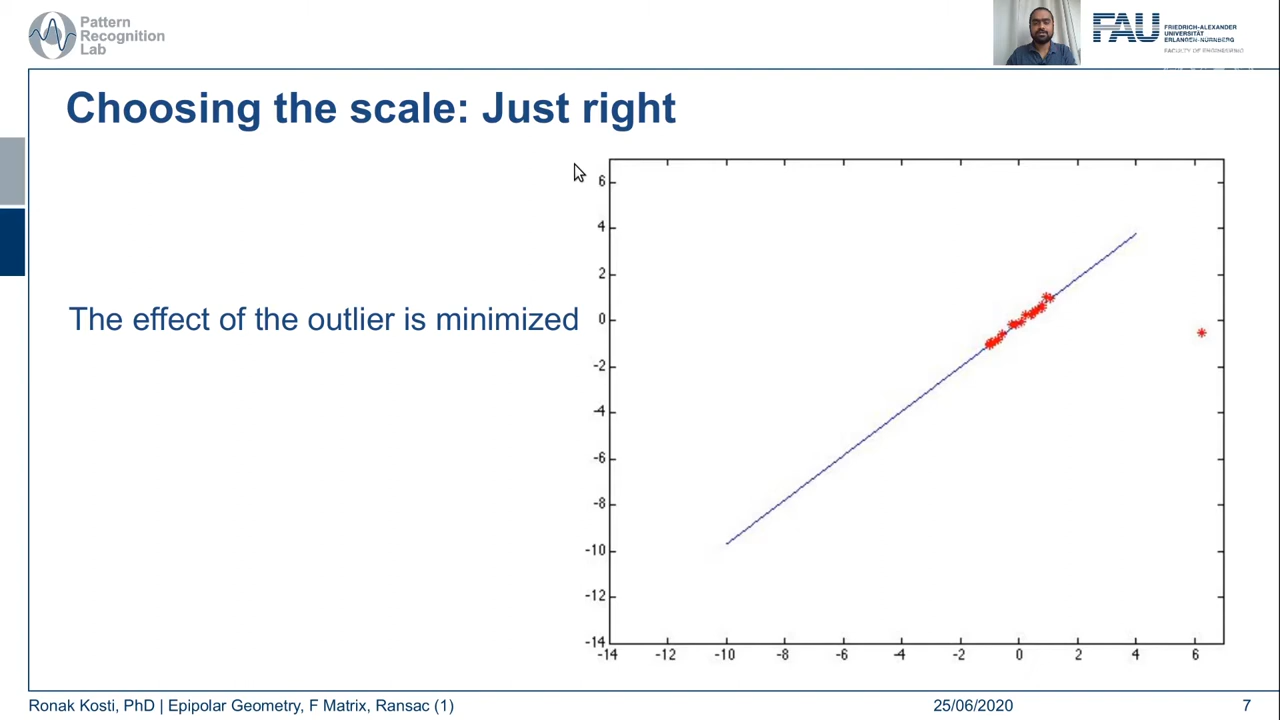 Pattern
Recognition
Lab
FAU
FRIEDRICH-ALEXANDER
UNIVERSITÄT
ERLANGEN-NÜRNBERG
FACULTY OF ENGINEERING
Choosing the scale: Just right
The effect of the outlier is minimized
6
4
2
0
-2
-4
-6
-8
-10
-12
-14
-14 -12 -10 -8 -6 -4 -2 0 2 4 6
Ronak Kosti, PhD | Epipolar Geometry, F Matrix, Ransac (1) 25/06/2020 7